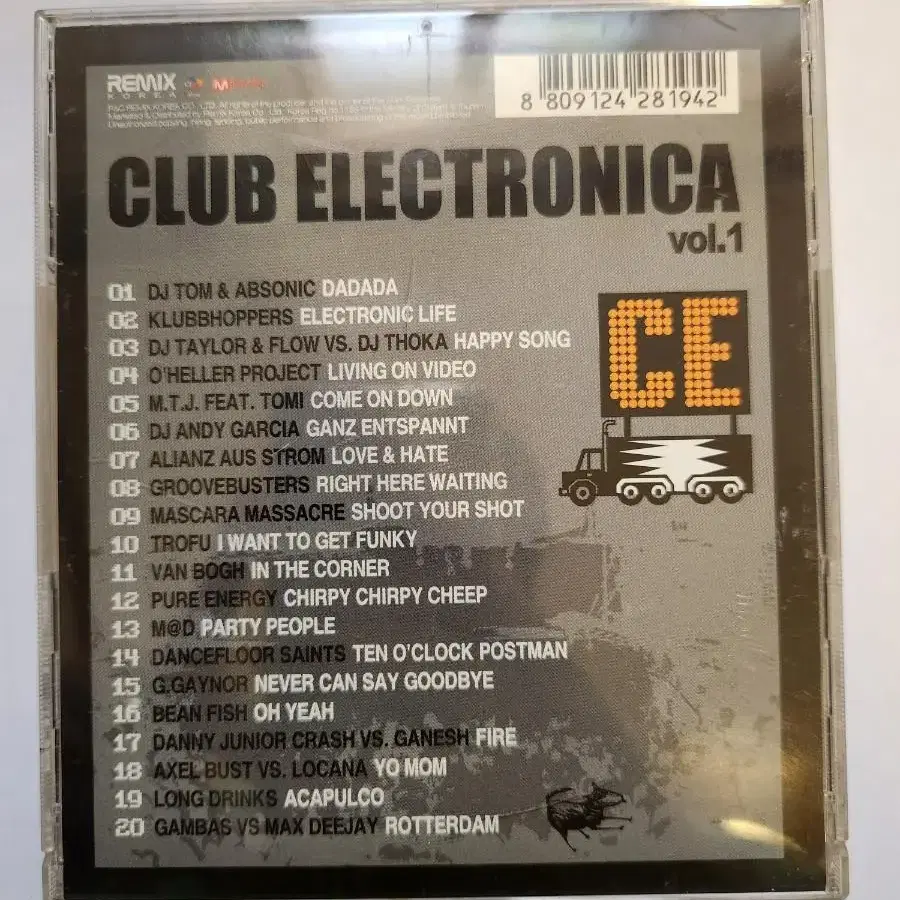 REMIX
KOREA
8 809124 281942
CLUB ELECTRONICA
vol.1
01 DJ TOM & ABSONIC DADADA
02 KLUBBHOPPERS ELECTRONIC LIFE
03 DJ TAYLOR & FLOW VS. DJ THOKA HAPPY SONG
04 O'HELLER PROJECT LIVING ON VIDEO
05 M.T.J. FEAT. TOMI COME ON DOWN
06 DJ ANDY GARCIA GANZ ENTSPANNT
07 ALIANZ AUS STROM LOVE & HATE
08 GROOVEBUSTERS RIGHT HERE WAITING
09 MASCARA MASSACRE SHOOT YOUR SHOT
10 TROFU I WANT TO GET FUNKY
11 VAN BOGH IN THE CORNER
12 PURE ENERGY CHIRPY CHIRPY CHEEP
13 M@D PARTY PEOPLE
14 DANCEFLOOR SAINTS TEN O'CLOCK POSTMAN
15 G.GAYNOR NEVER CAN SAY GOODBYE
16 BEAN FISH OH YEAH
17 DANNY JUNIOR CRASH VS. GANESH FIRE
18 AXEL BUST VS. LOCANA YO MOM
19 LONG DRINKS ACAPULCO
20 GAMBAS VS MAX DEEJAY ROTTERDAM
CE